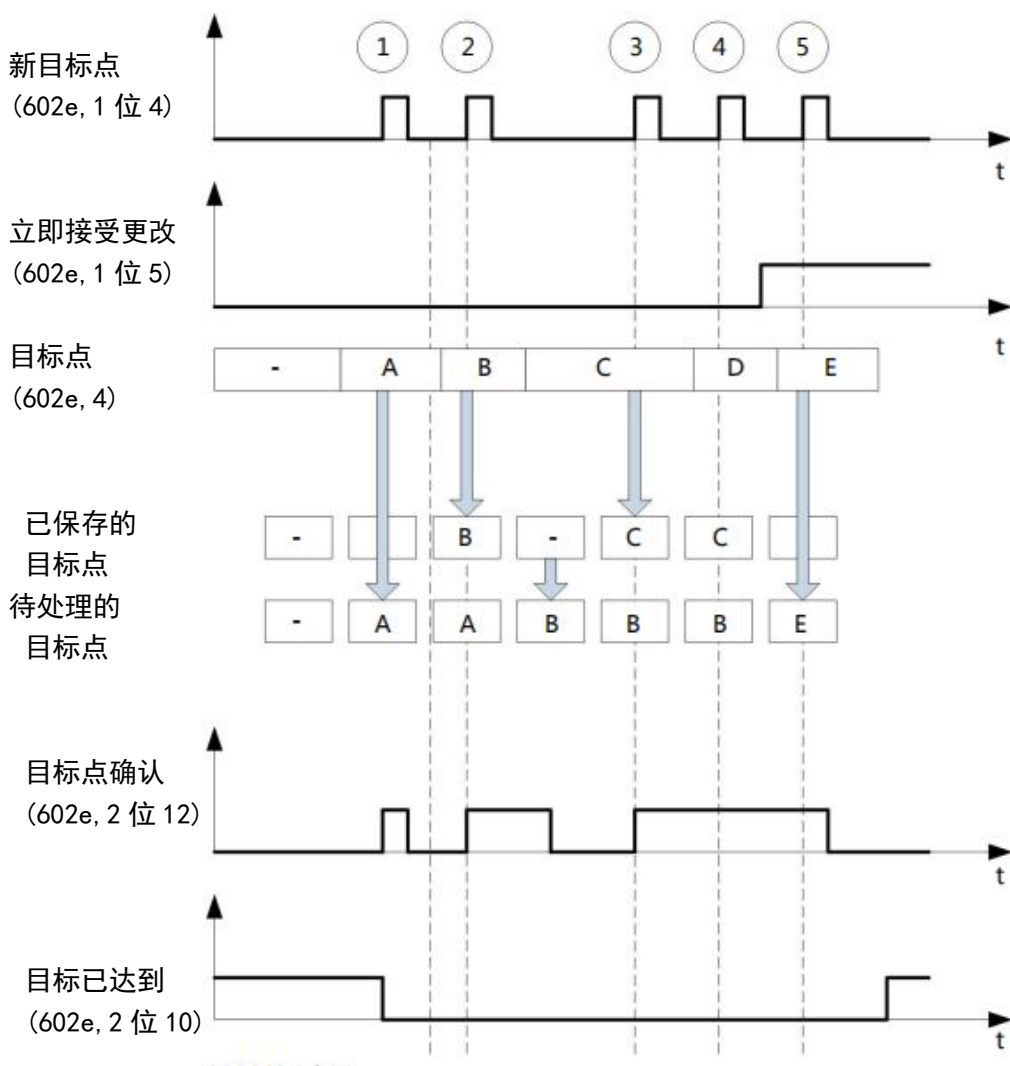 新目标点
(602e, 1 位 4)
1 2 3 4 5
t
立即接受更改
(602e, 1 位 5)
t
目标点
(602e, 4)
- A B C D E
已保存的
目标点
- B - C C
待处理的
目标点
- A A B B B E
目标点确认
(602e, 2 位 12)
t
目标已达到
(602e, 2 位 10)
t